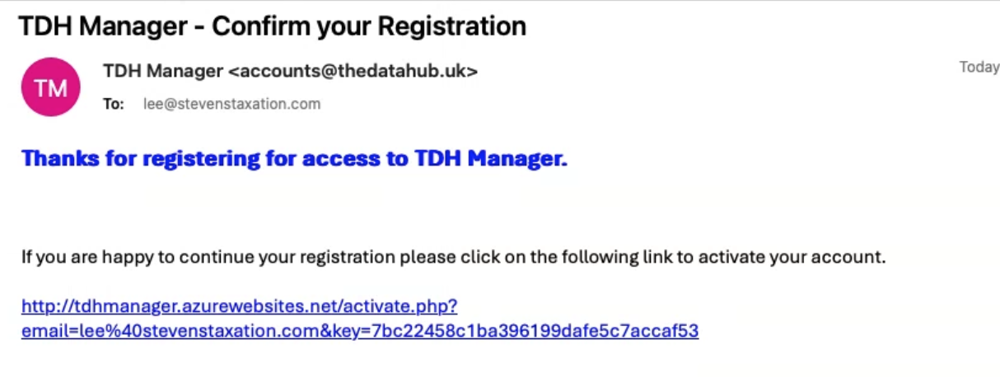 TDH Manager - Confirm your Registration
TM
TDH Manager <accounts@thedatahub.uk>
Today
To: lee@stevenstaxation.com
Thanks for registering for access to TDH Manager.
If you are happy to continue your registration please click on the following link to activate your account.
http://tdhmanager.azurewebsites.net/activate.php?
email=lee%40stevenstaxation.com&key=7bc22458c1ba396199dafe5c7accaf53